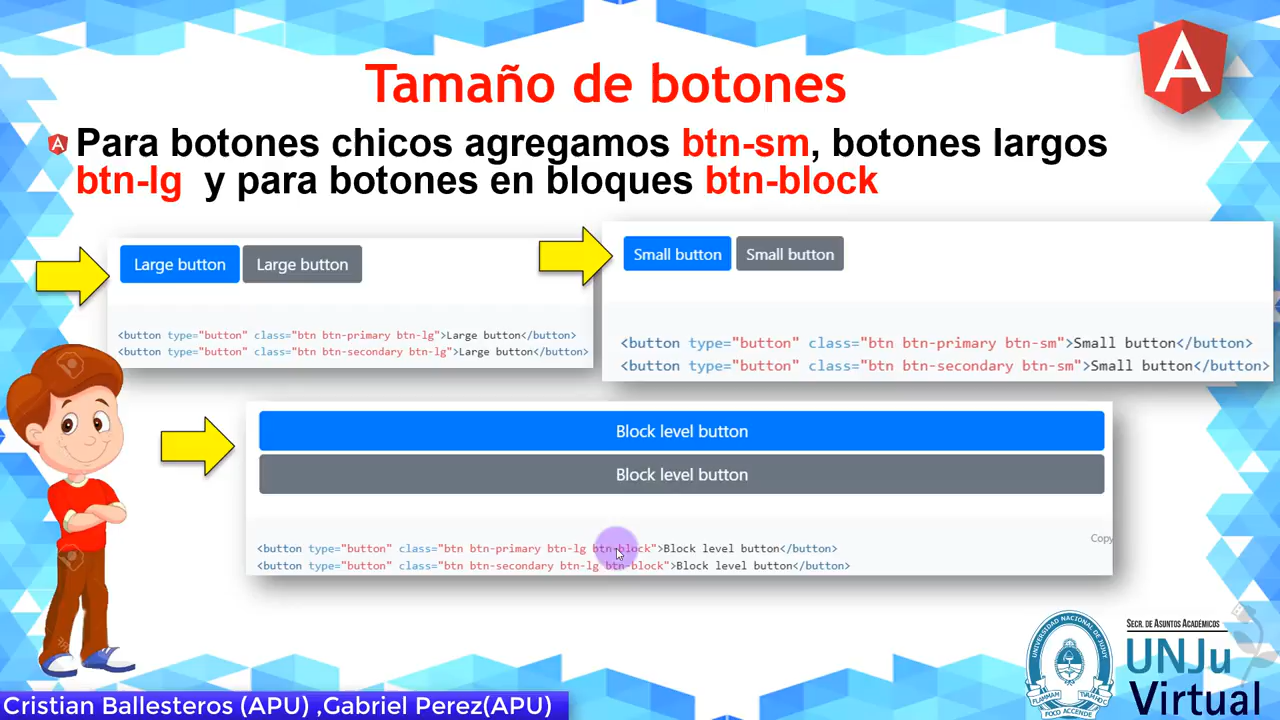 Tamaño de botones
Para botones chicos agregamos btn-sm, botones largos
btn-lg y para botones en bloques btn-block
Large button Large button
<button type="button" class="btn btn-primary btn-lg">Large button</button>
<button type="button" class="btn btn-secondary btn-lg">Large button</button>
Small button Small button
<button type="button" class="btn btn-primary btn-sm">Small button</button>
<button type="button" class="btn btn-secondary btn-sm">Small button</button>
Block level button
Block level button
Copy
<button type="button" class="btn btn-primary btn-lg btn-block">Block level button</button>
<button type="button" class="btn btn-secondary btn-lg btn-block">Block level button</button>
Secr. de Asuntos Académicos
UNJu
Virtual
UNIVERSIDAD NACIONAL DE JUJUY
Cristian Ballesteros (APU) ,Gabriel Perez(APU)